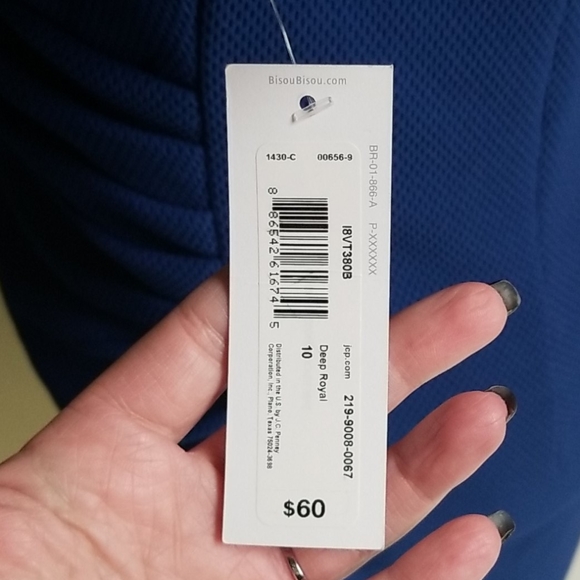 BisouBisou.com
1430-C 00656-9
BR-01-866-A P-XXXXXX
I8VT380B
8 86542 61674 5
jcp.com 219-9008-0067
Deep Royal
10
Distributed in the U.S. by J.C. Penney
Corporation, Inc., Plano, Texas 75024-3698
$60